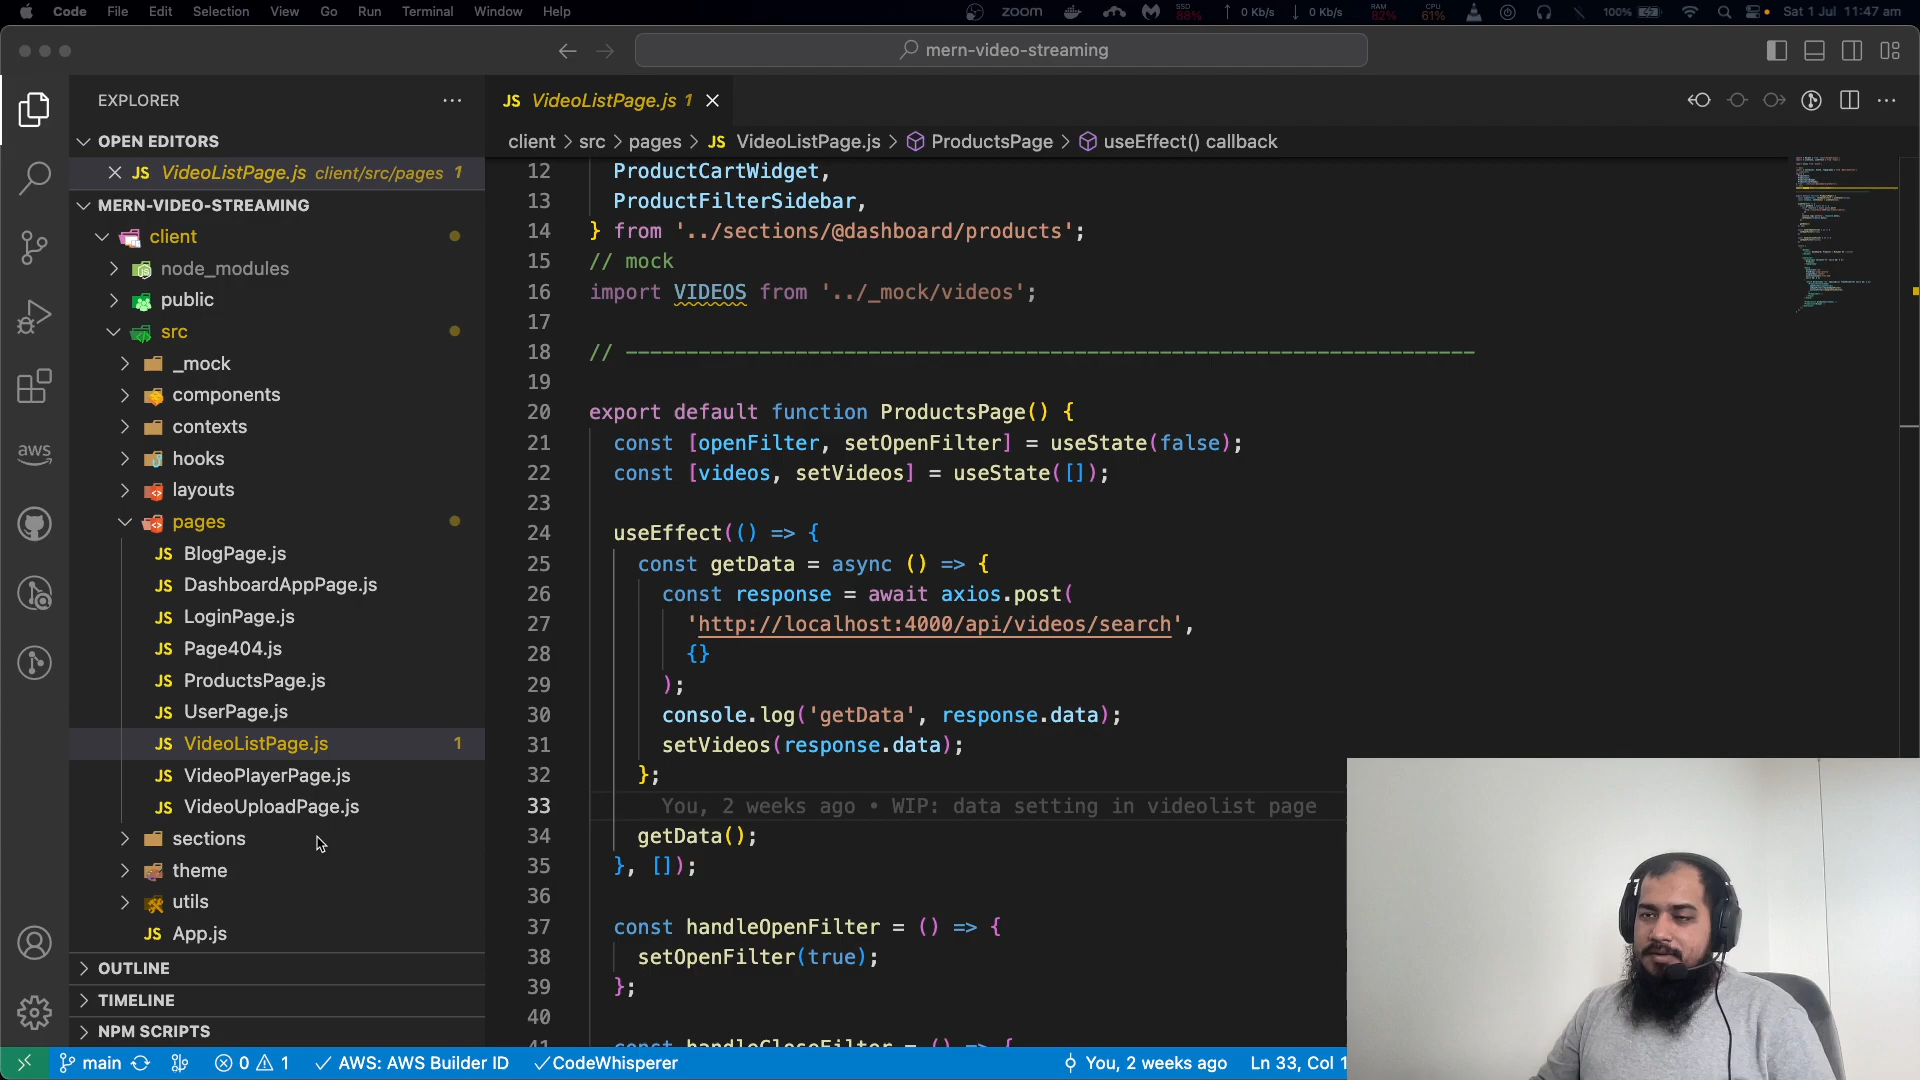 Code File Edit Selection View Go Run Terminal Window Help
zoom SSD 88% ↑ 0 Kb/s ↓ 0 Kb/s RAM 82% CPU 61% 100% Sat 1 Jul 11:47 am
mern-video-streaming
EXPLORER
JS VideoListPage.js 1
OPEN EDITORS
client > src > pages > JS VideoListPage.js > ProductsPage > useEffect() callback
JS VideoListPage.js client/src/pages 1
MERN-VIDEO-STREAMING
client
node_modules
public
src
_mock
components
contexts
hooks
layouts
pages
JS BlogPage.js
JS DashboardAppPage.js
JS LoginPage.js
JS Page404.js
JS ProductsPage.js
JS UserPage.js
JS VideoListPage.js 1
JS VideoPlayerPage.js
JS VideoUploadPage.js
sections
theme
utils
JS App.js
OUTLINE
TIMELINE
NPM SCRIPTS
aws
12 ProductCartWidget,
13 ProductFilterSidebar,
14 } from '../sections/@dashboard/products';
15 // mock
16 import VIDEOS from '../_mock/videos';
17
18 // ----------------------------------------------------------------------
19
20 export default function ProductsPage() {
21 const [openFilter, setOpenFilter] = useState(false);
22 const [videos, setVideos] = useState([]);
23
24 useEffect(() => {
25 const getData = async () => {
26 const response = await axios.post(
27 'http://localhost:4000/api/videos/search',
28 {}
29 );
30 console.log('getData', response.data);
31 setVideos(response.data);
32 };
33 You, 2 weeks ago • WIP: data setting in videolist page
34 getData();
35 }, []);
36
37 const handleOpenFilter = () => {
38 setOpenFilter(true);
39 };
40
41 const handleCloseFilter = () => {
main 0 1 AWS: AWS Builder ID CodeWhisperer You, 2 weeks ago Ln 33, Col 1